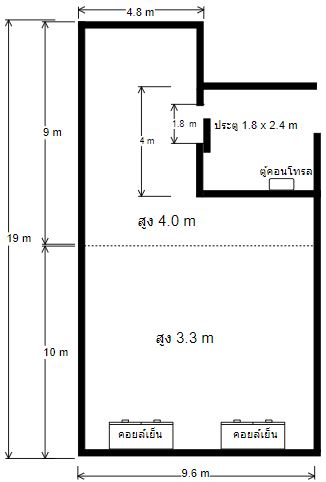 4.8 m
ประตู 1.8 x 2.4 m
1.8 m
9 m
4 m
ตู้คอนโทรล
สูง 4.0 m
19 m
สูง 3.3 m
10 m
คอยล์เย็น
คอยล์เย็น
9.6 m